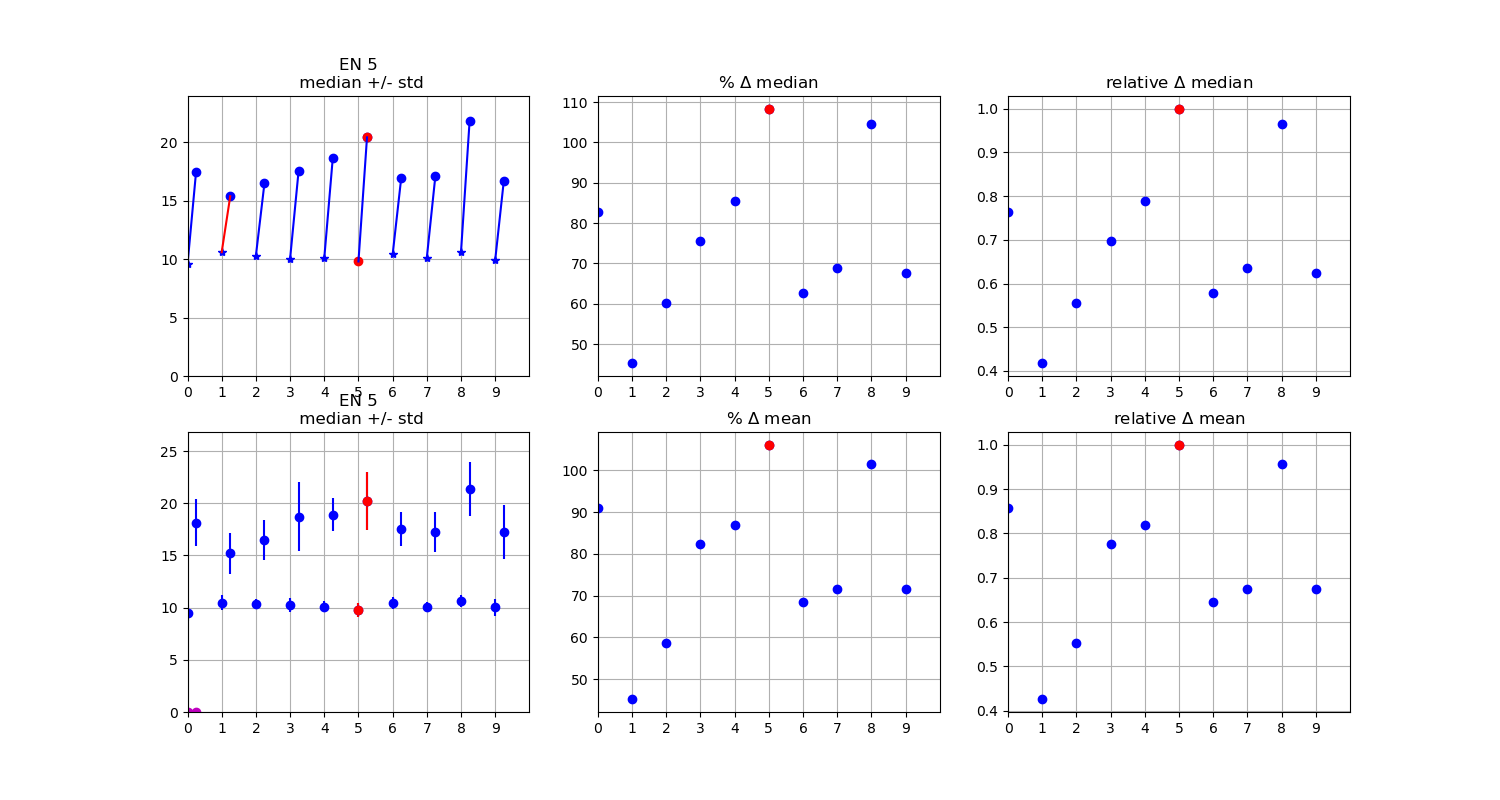 EN 5
median +/- std
% Δ median
relative Δ median
20
15
10
5
0
0 1 2 3 4 5 6 7 8 9
110
100
90
80
70
60
50
0 1 2 3 4 5 6 7 8 9
1.0
0.9
0.8
0.7
0.6
0.5
0.4
0 1 2 3 4 5 6 7 8 9
EN 5
median +/- std
% Δ mean
relative Δ mean
25
20
15
10
5
0
0 1 2 3 4 5 6 7 8 9
100
90
80
70
60
50
0 1 2 3 4 5 6 7 8 9
1.0
0.9
0.8
0.7
0.6
0.5
0.4
0 1 2 3 4 5 6 7 8 9